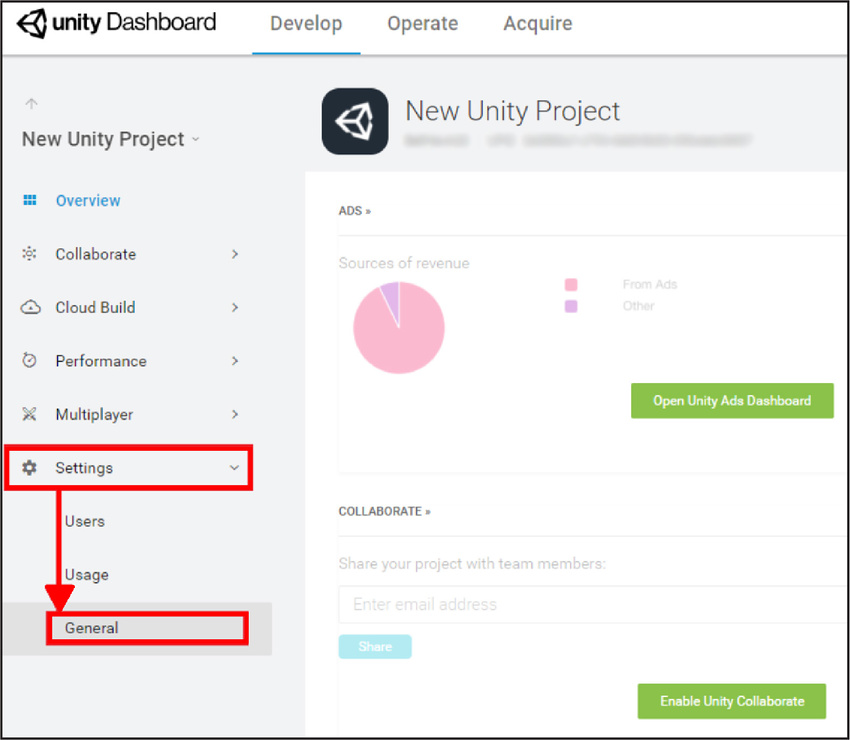 unity Dashboard
Develop
Operate
Acquire
New Unity Project
Overview
Collaborate
Cloud Build
Performance
Multiplayer
Settings
Users
Usage
General
New Unity Project
ADS »
Sources of revenue
From Ads
Other
Open Unity Ads Dashboard
COLLABORATE »
Share your project with team members:
Enter email address
Share
Enable Unity Collaborate